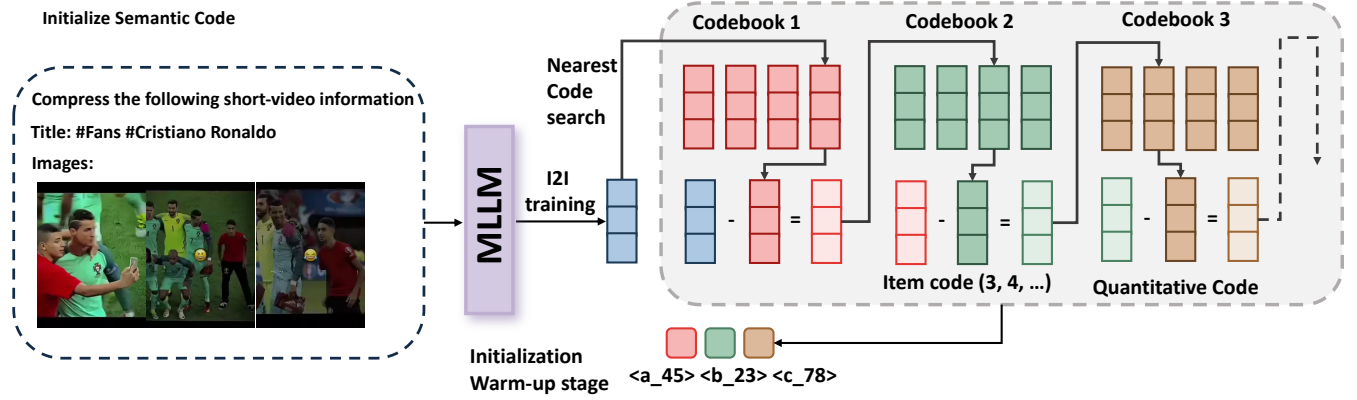 Initialize Semantic Code
Compress the following short-video information
Title: #Fans #Cristiano Ronaldo
Images:
MLLM
I2I
training
Nearest
Code
search
Codebook 1
Codebook 2
Codebook 3
- =
- =
- =
Item code (3, 4, ...)
Quantitative Code
Initialization
Warm-up stage
<a_45> <b_23> <c_78>